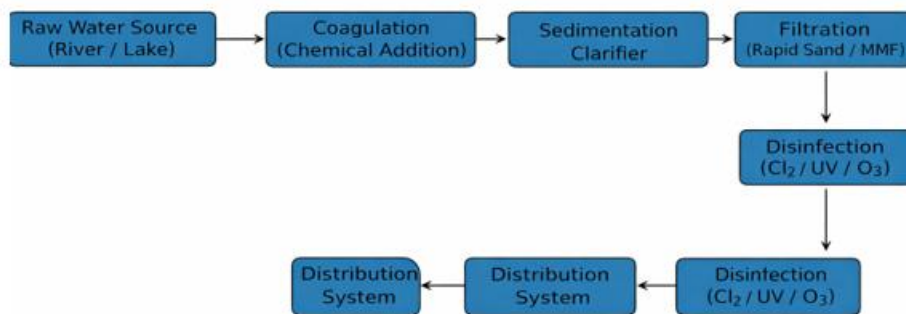 Raw Water Source
(River / Lake)
Coagulation
(Chemical Addition)
Sedimentation
Clarifier
Filtration
(Rapid Sand / MMF)
Disinfection
(Cl₂ / UV / O₃)
Disinfection
(Cl₂ / UV / O₃)
Distribution
System
Distribution
System